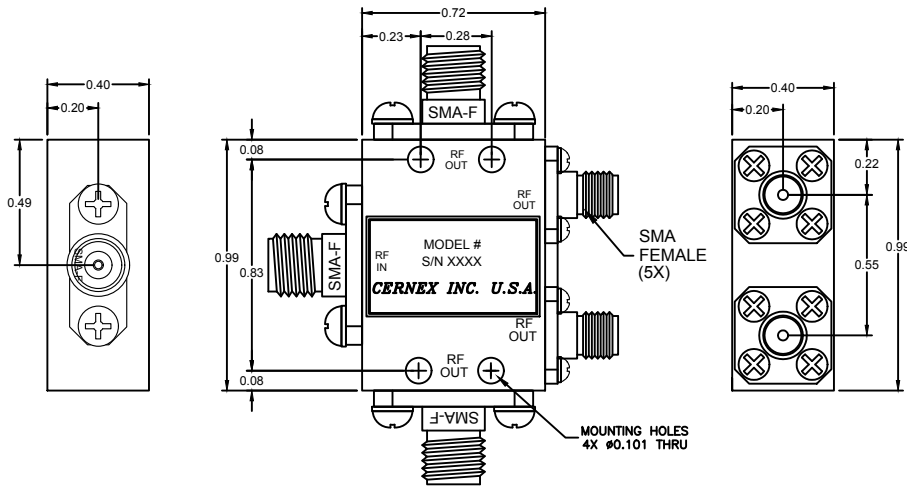 0.72
0.23
0.28
0.40
0.20
0.49
SMA-F
SMA-F
0.08
0.99
0.83
0.08
RF
OUT
RF
OUT
RF
IN
MODEL #
S/N XXXX
CERNEX INC. U.S.A.
SMA-F
RF
OUT
RF
OUT
SMA-F
SMA
FEMALE
(5X)
MOUNTING HOLES
4X ø0.101 THRU
0.40
0.20
0.22
0.55
0.99